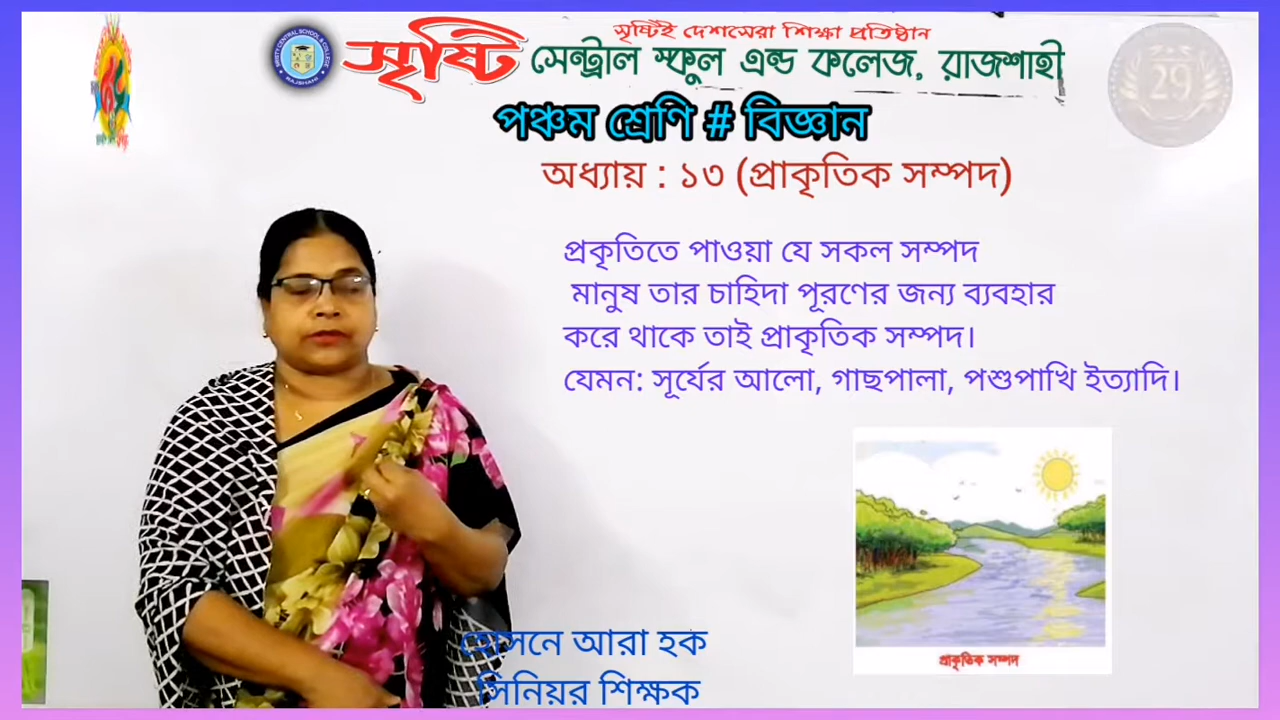 সৃষ্টিই দেশসেরা শিক্ষা প্রতিষ্ঠান
সৃষ্টি সেন্ট্রাল স্কুল এন্ড কলেজ, রাজশাহী
পঞ্চম শ্রেণি # বিজ্ঞান
অধ্যায় : ১৩ (প্রাকৃতিক সম্পদ)
প্রকৃতিতে পাওয়া যে সকল সম্পদ
মানুষ তার চাহিদা পূরণের জন্য ব্যবহার
করে থাকে তাই প্রাকৃতিক সম্পদ।
যেমন: সূর্যের আলো, গাছপালা, পশুপাখি ইত্যাদি।
প্রাকৃতিক সম্পদ
হোসনে আরা হক
সিনিয়র শিক্ষক
29